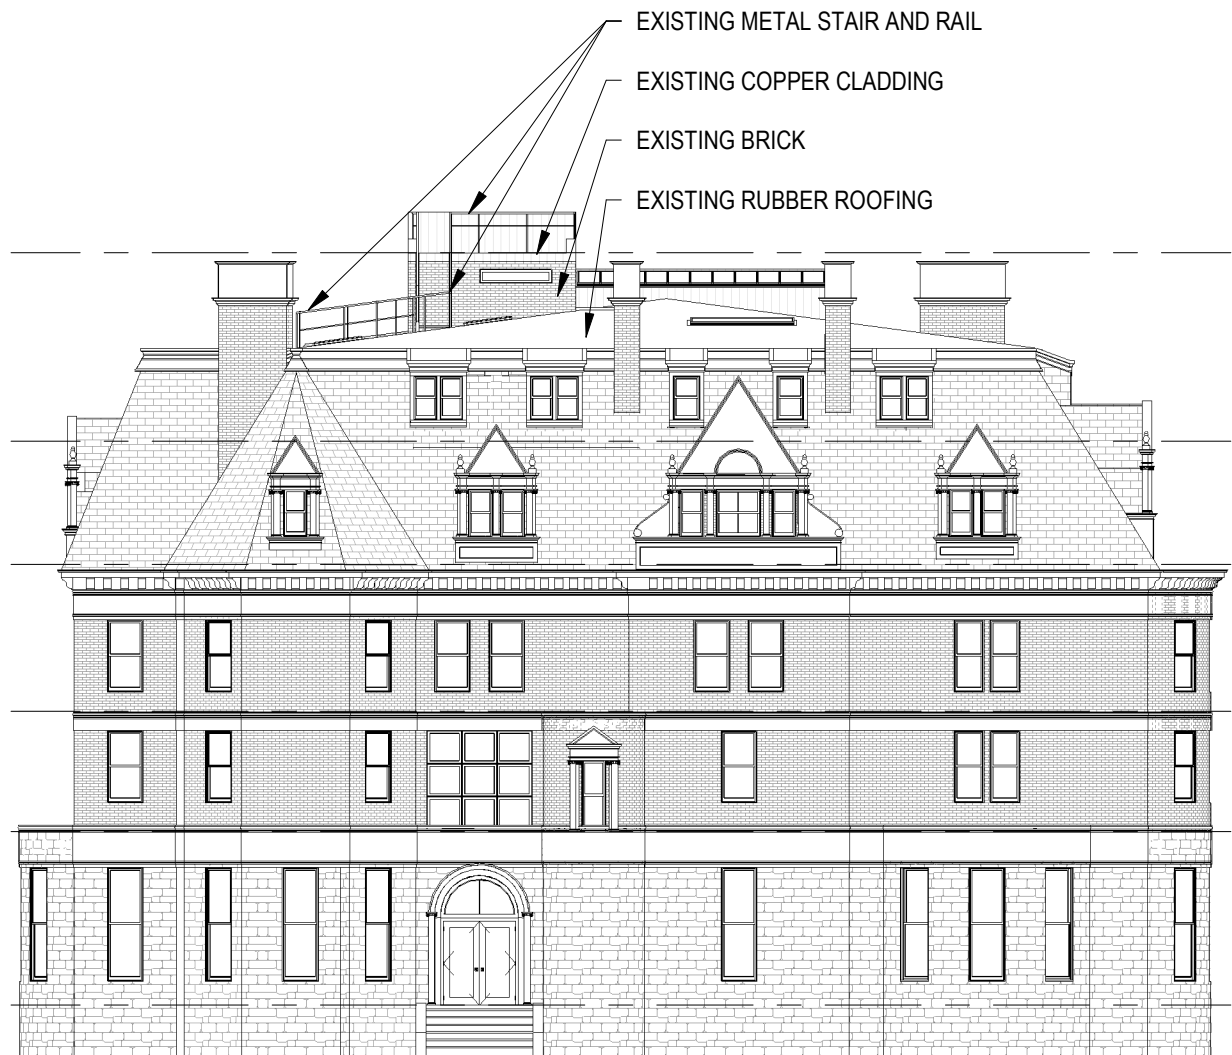 EXISTING METAL STAIR AND RAIL
EXISTING COPPER CLADDING
EXISTING BRICK
EXISTING RUBBER ROOFING